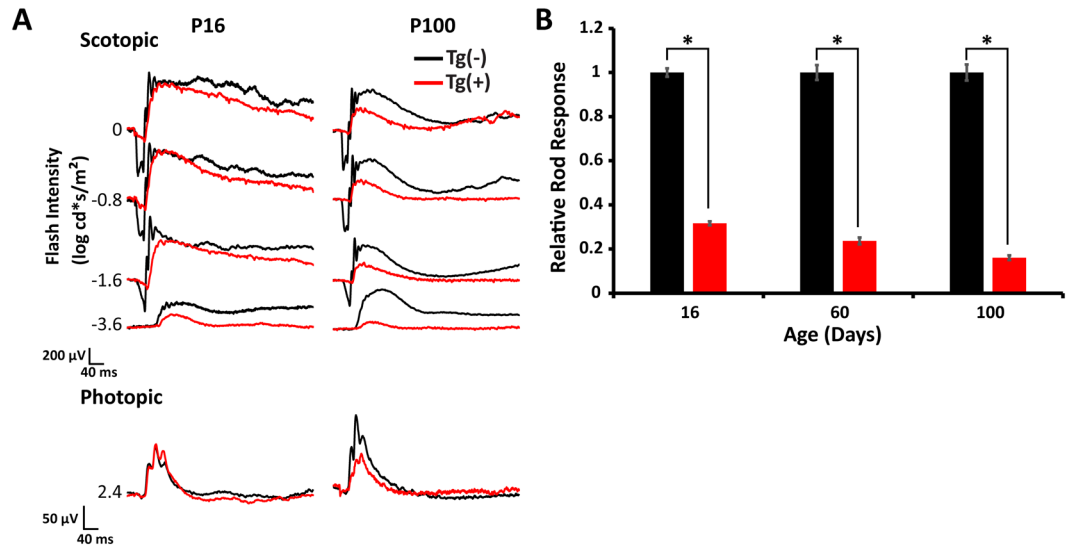 A
P16
P100
Scotopic
Tg(-)
Tg(+)
0
-0.8
-1.6
-3.6
Flash Intensity
(log cd*s/m²)
200 µV
40 ms
Photopic
2.4
50 µV
40 ms
B
1.2
1
0.8
0.6
0.4
0.2
0
Relative Rod Response
* * *
16 60 100
Age (Days)